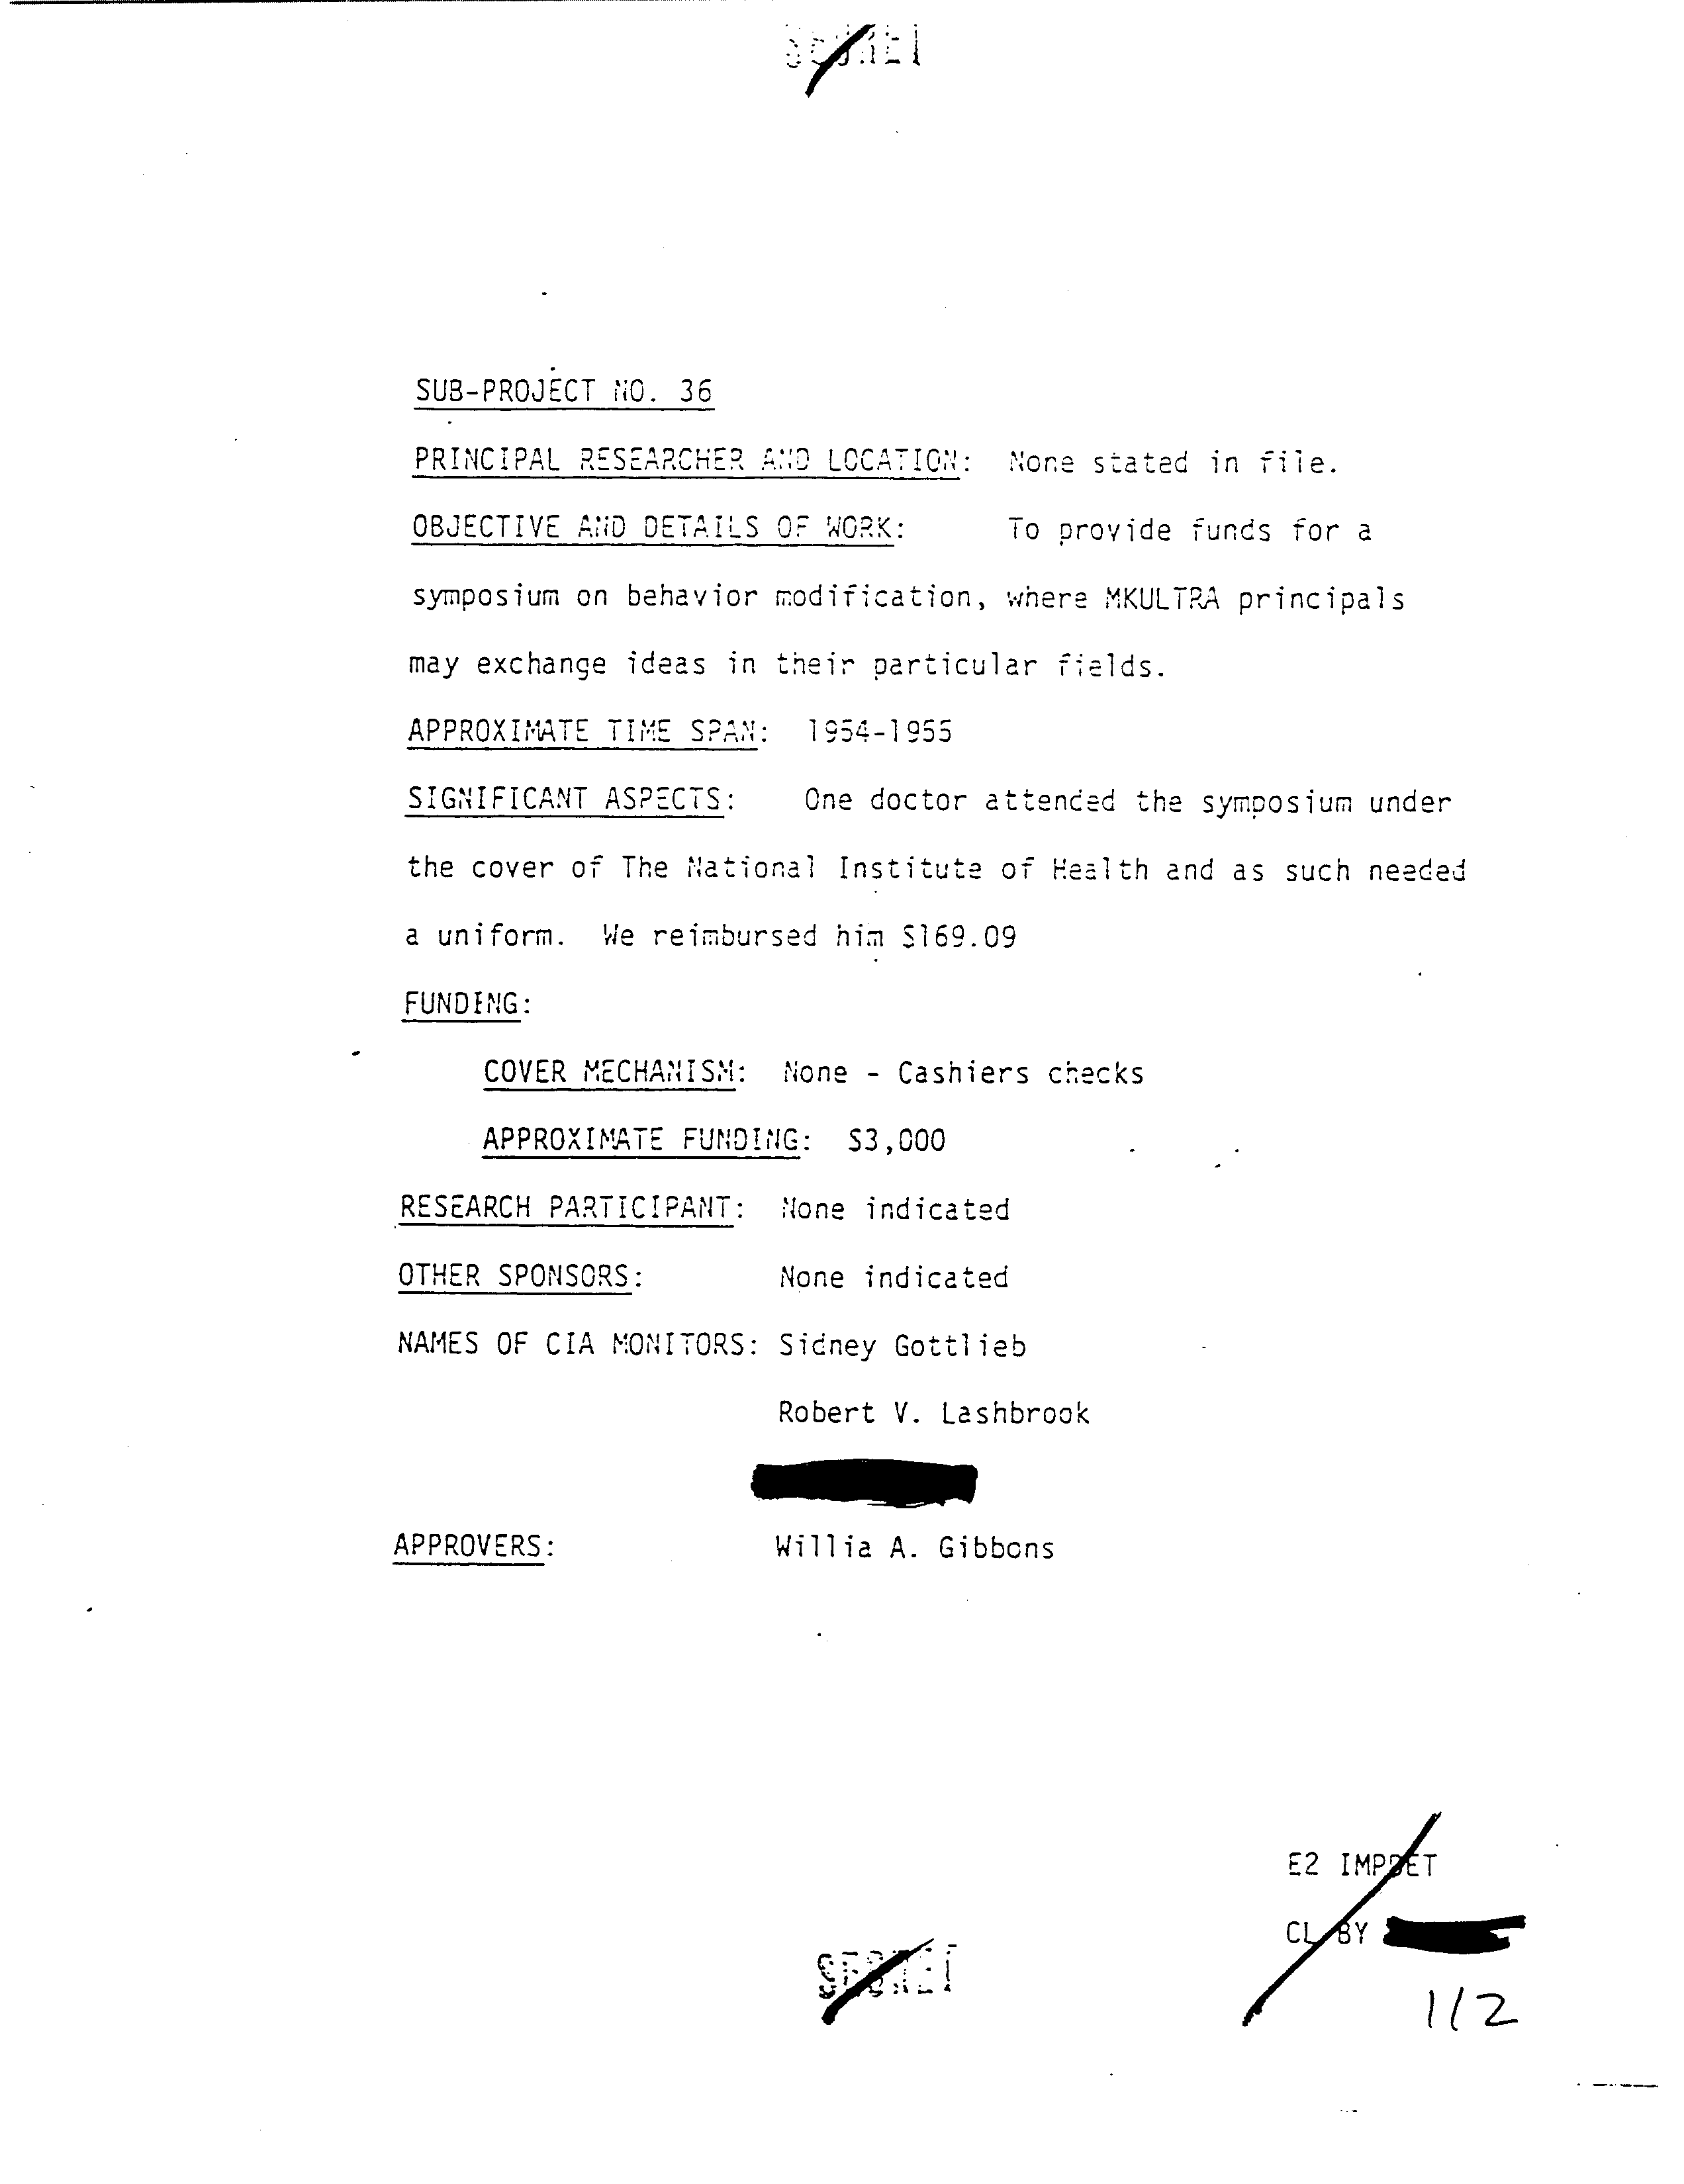 SECRET
SUB-PROJECT NO. 36
PRINCIPAL RESEARCHER AND LOCATION: None stated in file.
OBJECTIVE AND DETAILS OF WORK: To provide funds for a
symposium on behavior modification, where MKULTRA principals
may exchange ideas in their particular fields.
APPROXIMATE TIME SPAN: 1954-1955
SIGNIFICANT ASPECTS: One doctor attended the symposium under
the cover of The National Institute of Health and as such needed
a uniform. We reimbursed him $169.09
FUNDING:
COVER MECHANISM: None - Cashiers checks
APPROXIMATE FUNDING: $3,000
RESEARCH PARTICIPANT: None indicated
OTHER SPONSORS: None indicated
NAMES OF CIA MONITORS: Sidney Gottlieb
Robert V. Lashbrook
APPROVERS: Willia A. Gibbons
E2 IMPDET
CL BY
SECRET
112